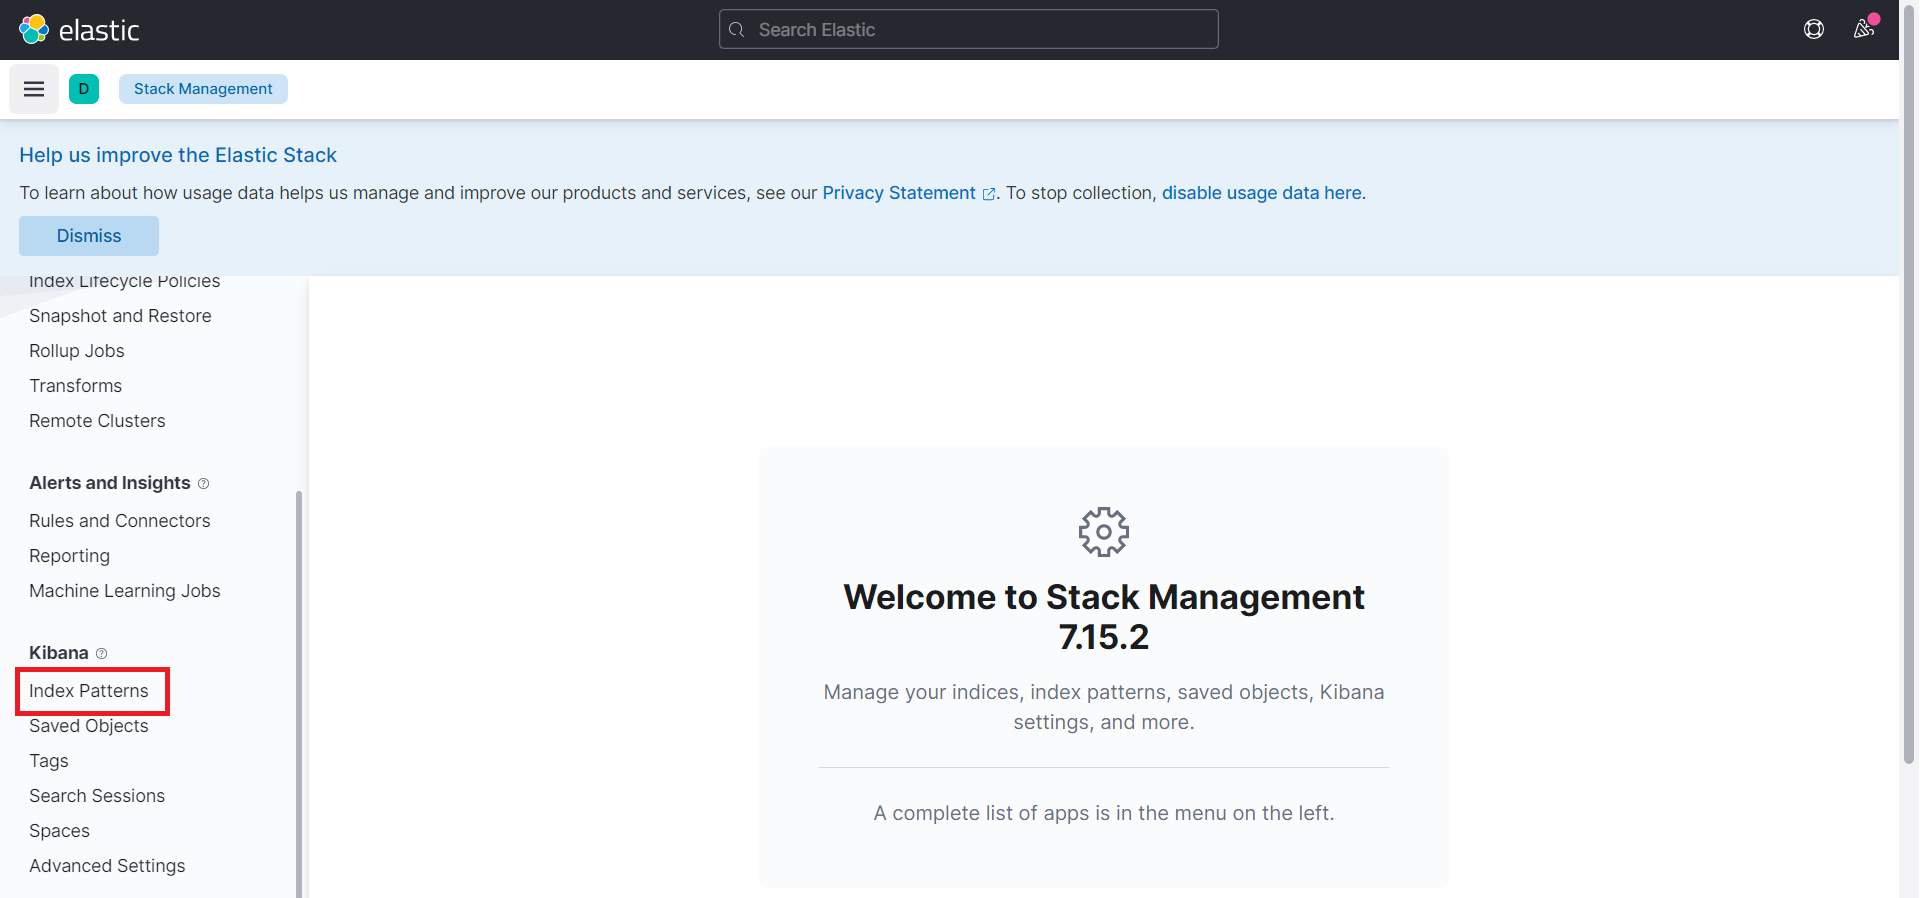 elastic
Search Elastic
D
Stack Management
Help us improve the Elastic Stack
To learn about how usage data helps us manage and improve our products and services, see our Privacy Statement . To stop collection, disable usage data here.
Dismiss
Index Lifecycle Policies
Snapshot and Restore
Rollup Jobs
Transforms
Remote Clusters
Alerts and Insights
Rules and Connectors
Reporting
Machine Learning Jobs
Kibana
Index Patterns
Saved Objects
Tags
Search Sessions
Spaces
Advanced Settings
Welcome to Stack Management
7.15.2
Manage your indices, index patterns, saved objects, Kibana
settings, and more.
A complete list of apps is in the menu on the left.